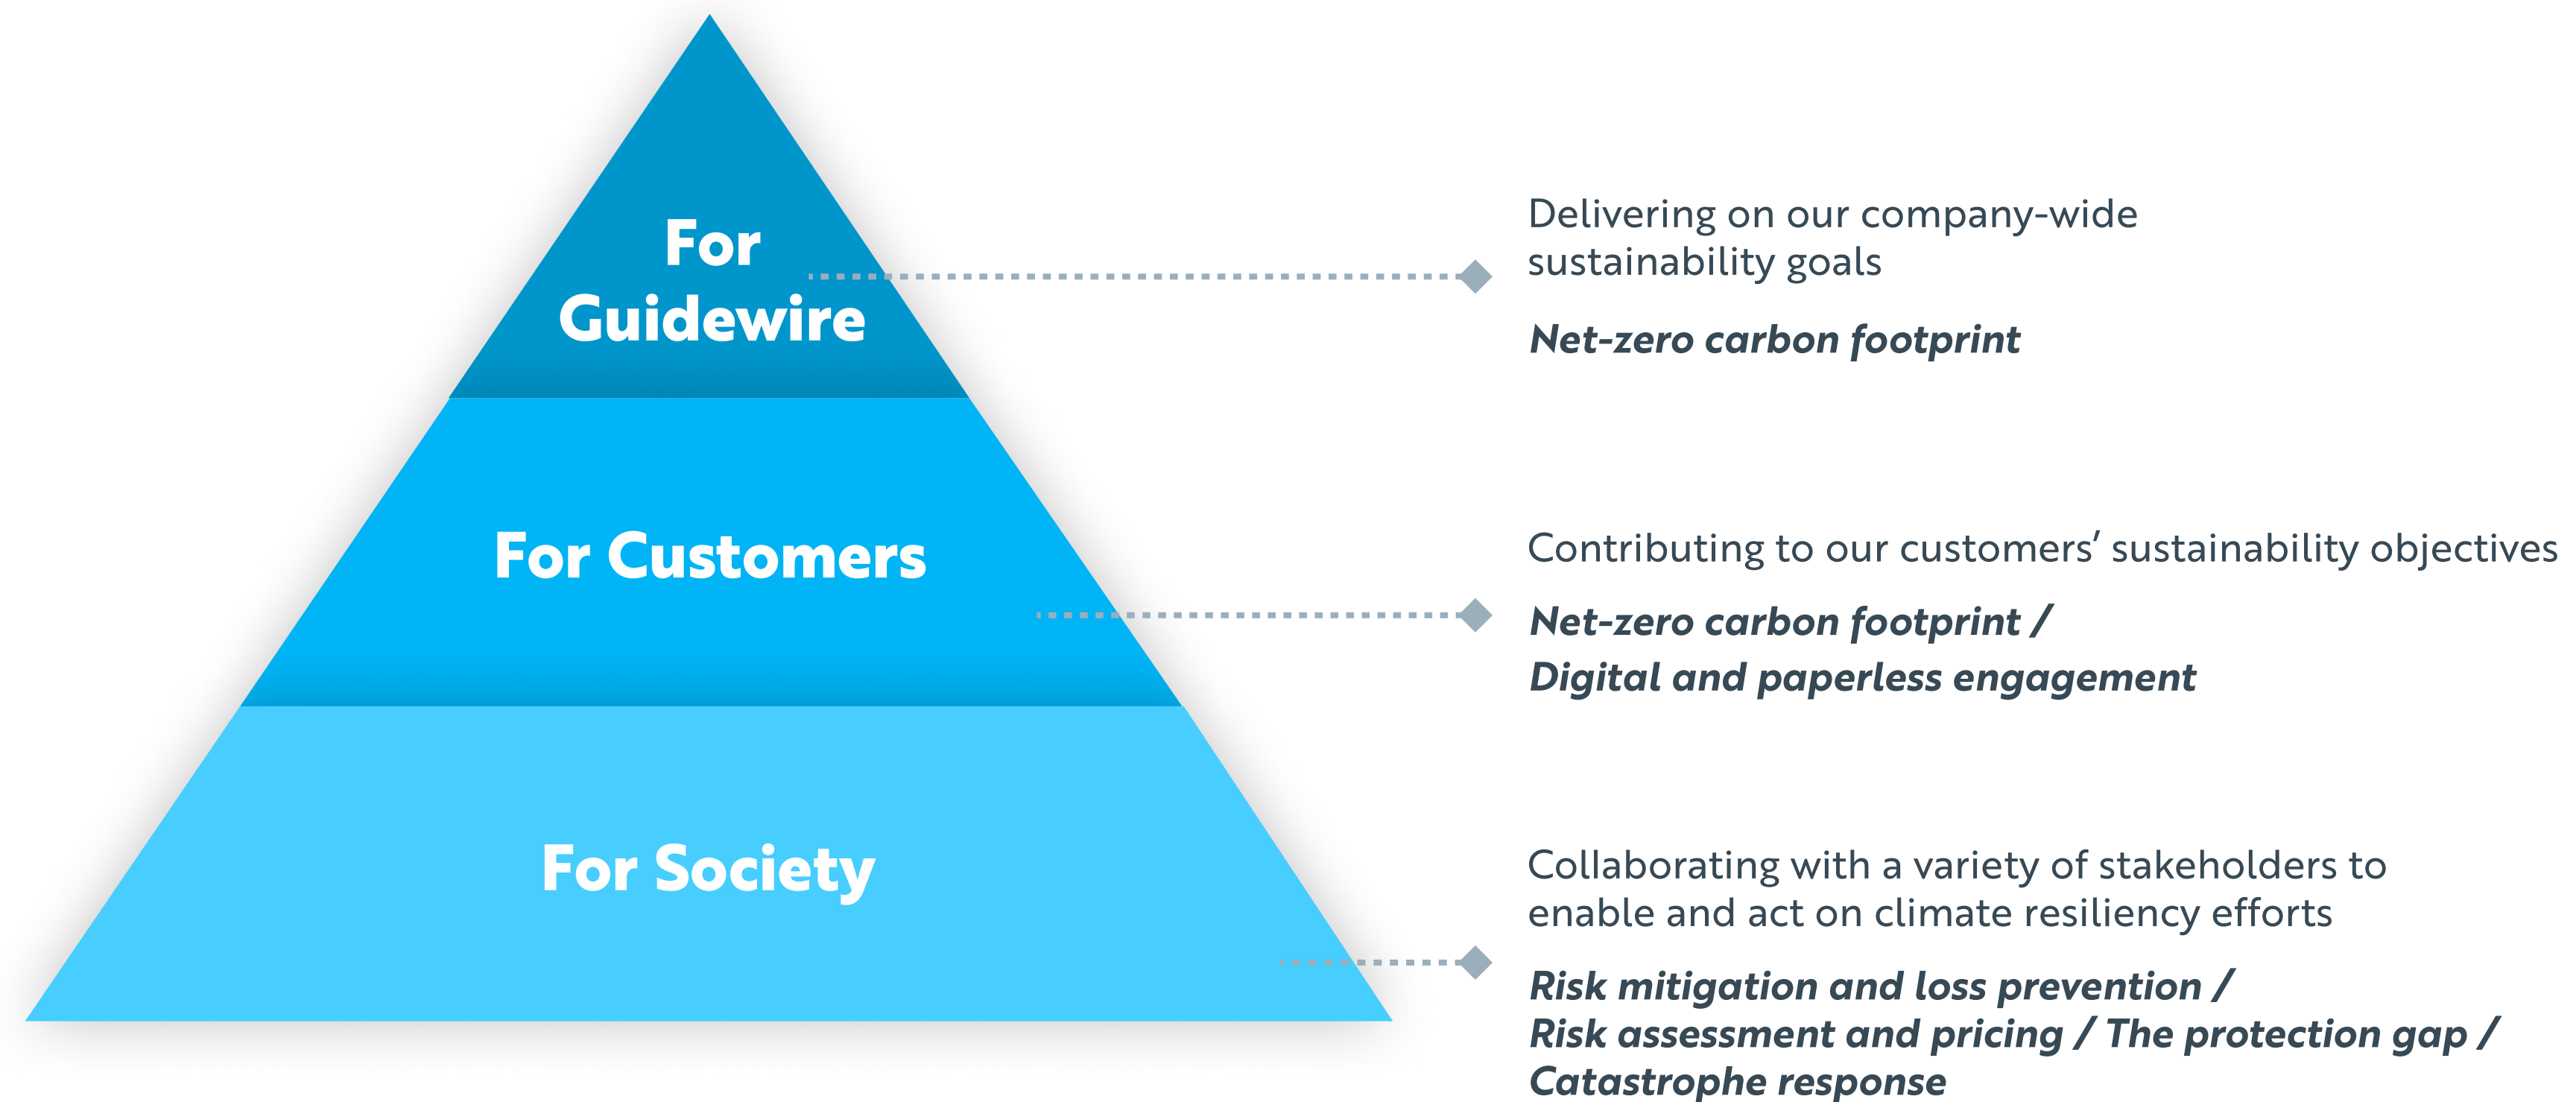 For
Guidewire
Delivering on our company-wide
sustainability goals
Net-zero carbon footprint
For Customers
Contributing to our customers’ sustainability objectives
Net-zero carbon footprint /
Digital and paperless engagement
For Society
Collaborating with a variety of stakeholders to
enable and act on climate resiliency efforts
Risk mitigation and loss prevention /
Risk assessment and pricing / The protection gap /
Catastrophe response